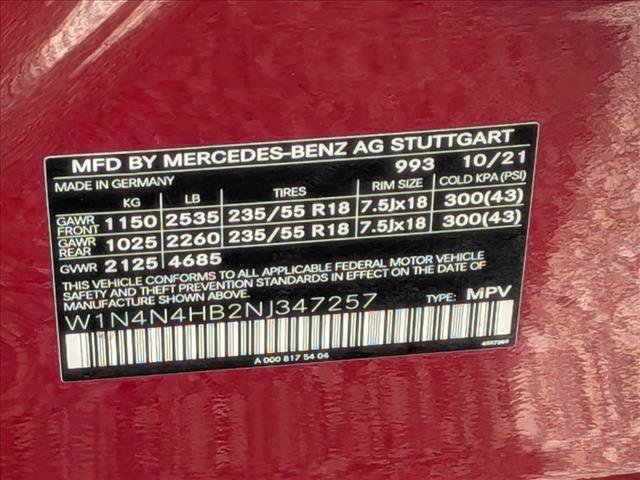 MFD BY MERCEDES-BENZ AG STUTTGART
MADE IN GERMANY 993 10/21
KG LB TIRES RIM SIZE COLD KPA (PSI)
GAWR FRONT 1150 2535 235/55 R18 7.5Jx18 300(43)
GAWR REAR 1025 2260 235/55 R18 7.5Jx18 300(43)
GVWR 2125 4685
THIS VEHICLE CONFORMS TO ALL APPLICABLE FEDERAL MOTOR VEHICLE
SAFETY BUMPER AND THEFT PREVENTION STANDARDS IN EFFECT ON THE DATE OF
MANUFACTURE SHOWN ABOVE.
W1N4N4HB2NJ347257 TYPE: MPV
A 000 817 54 04